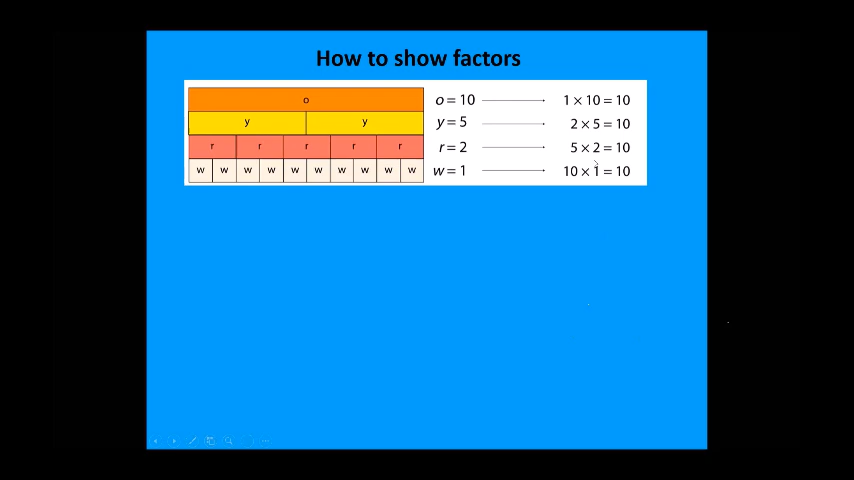 How to show factors
o
o = 10
1 × 10 = 10
y y
y = 5
2 × 5 = 10
r r r r r
r = 2
5 × 2 = 10
w w w w w w w w w w
w = 1
10 × 1 = 10